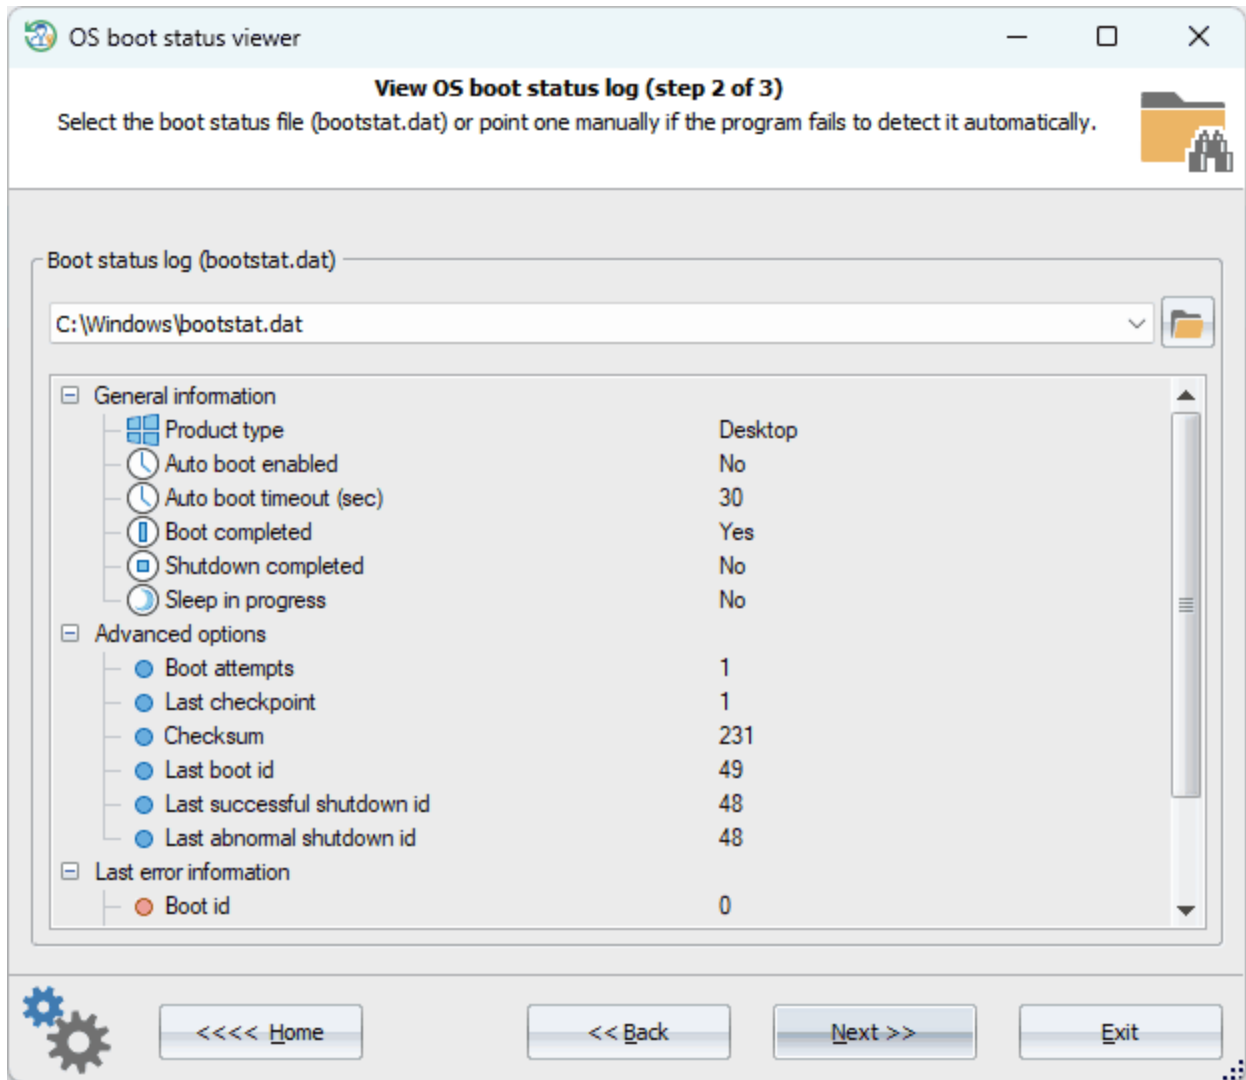 OS boot status viewer
View OS boot status log (step 2 of 3)
Select the boot status file (bootstat.dat) or point one manually if the program fails to detect it automatically.
Boot status log (bootstat.dat)
C:\Windows\bootstat.dat
General information
Product type Desktop
Auto boot enabled No
Auto boot timeout (sec) 30
Boot completed Yes
Shutdown completed No
Sleep in progress No
Advanced options
Boot attempts 1
Last checkpoint 1
Checksum 231
Last boot id 49
Last successful shutdown id 48
Last abnormal shutdown id 48
Last error information
Boot id 0
<<<< Home << Back Next >> Exit